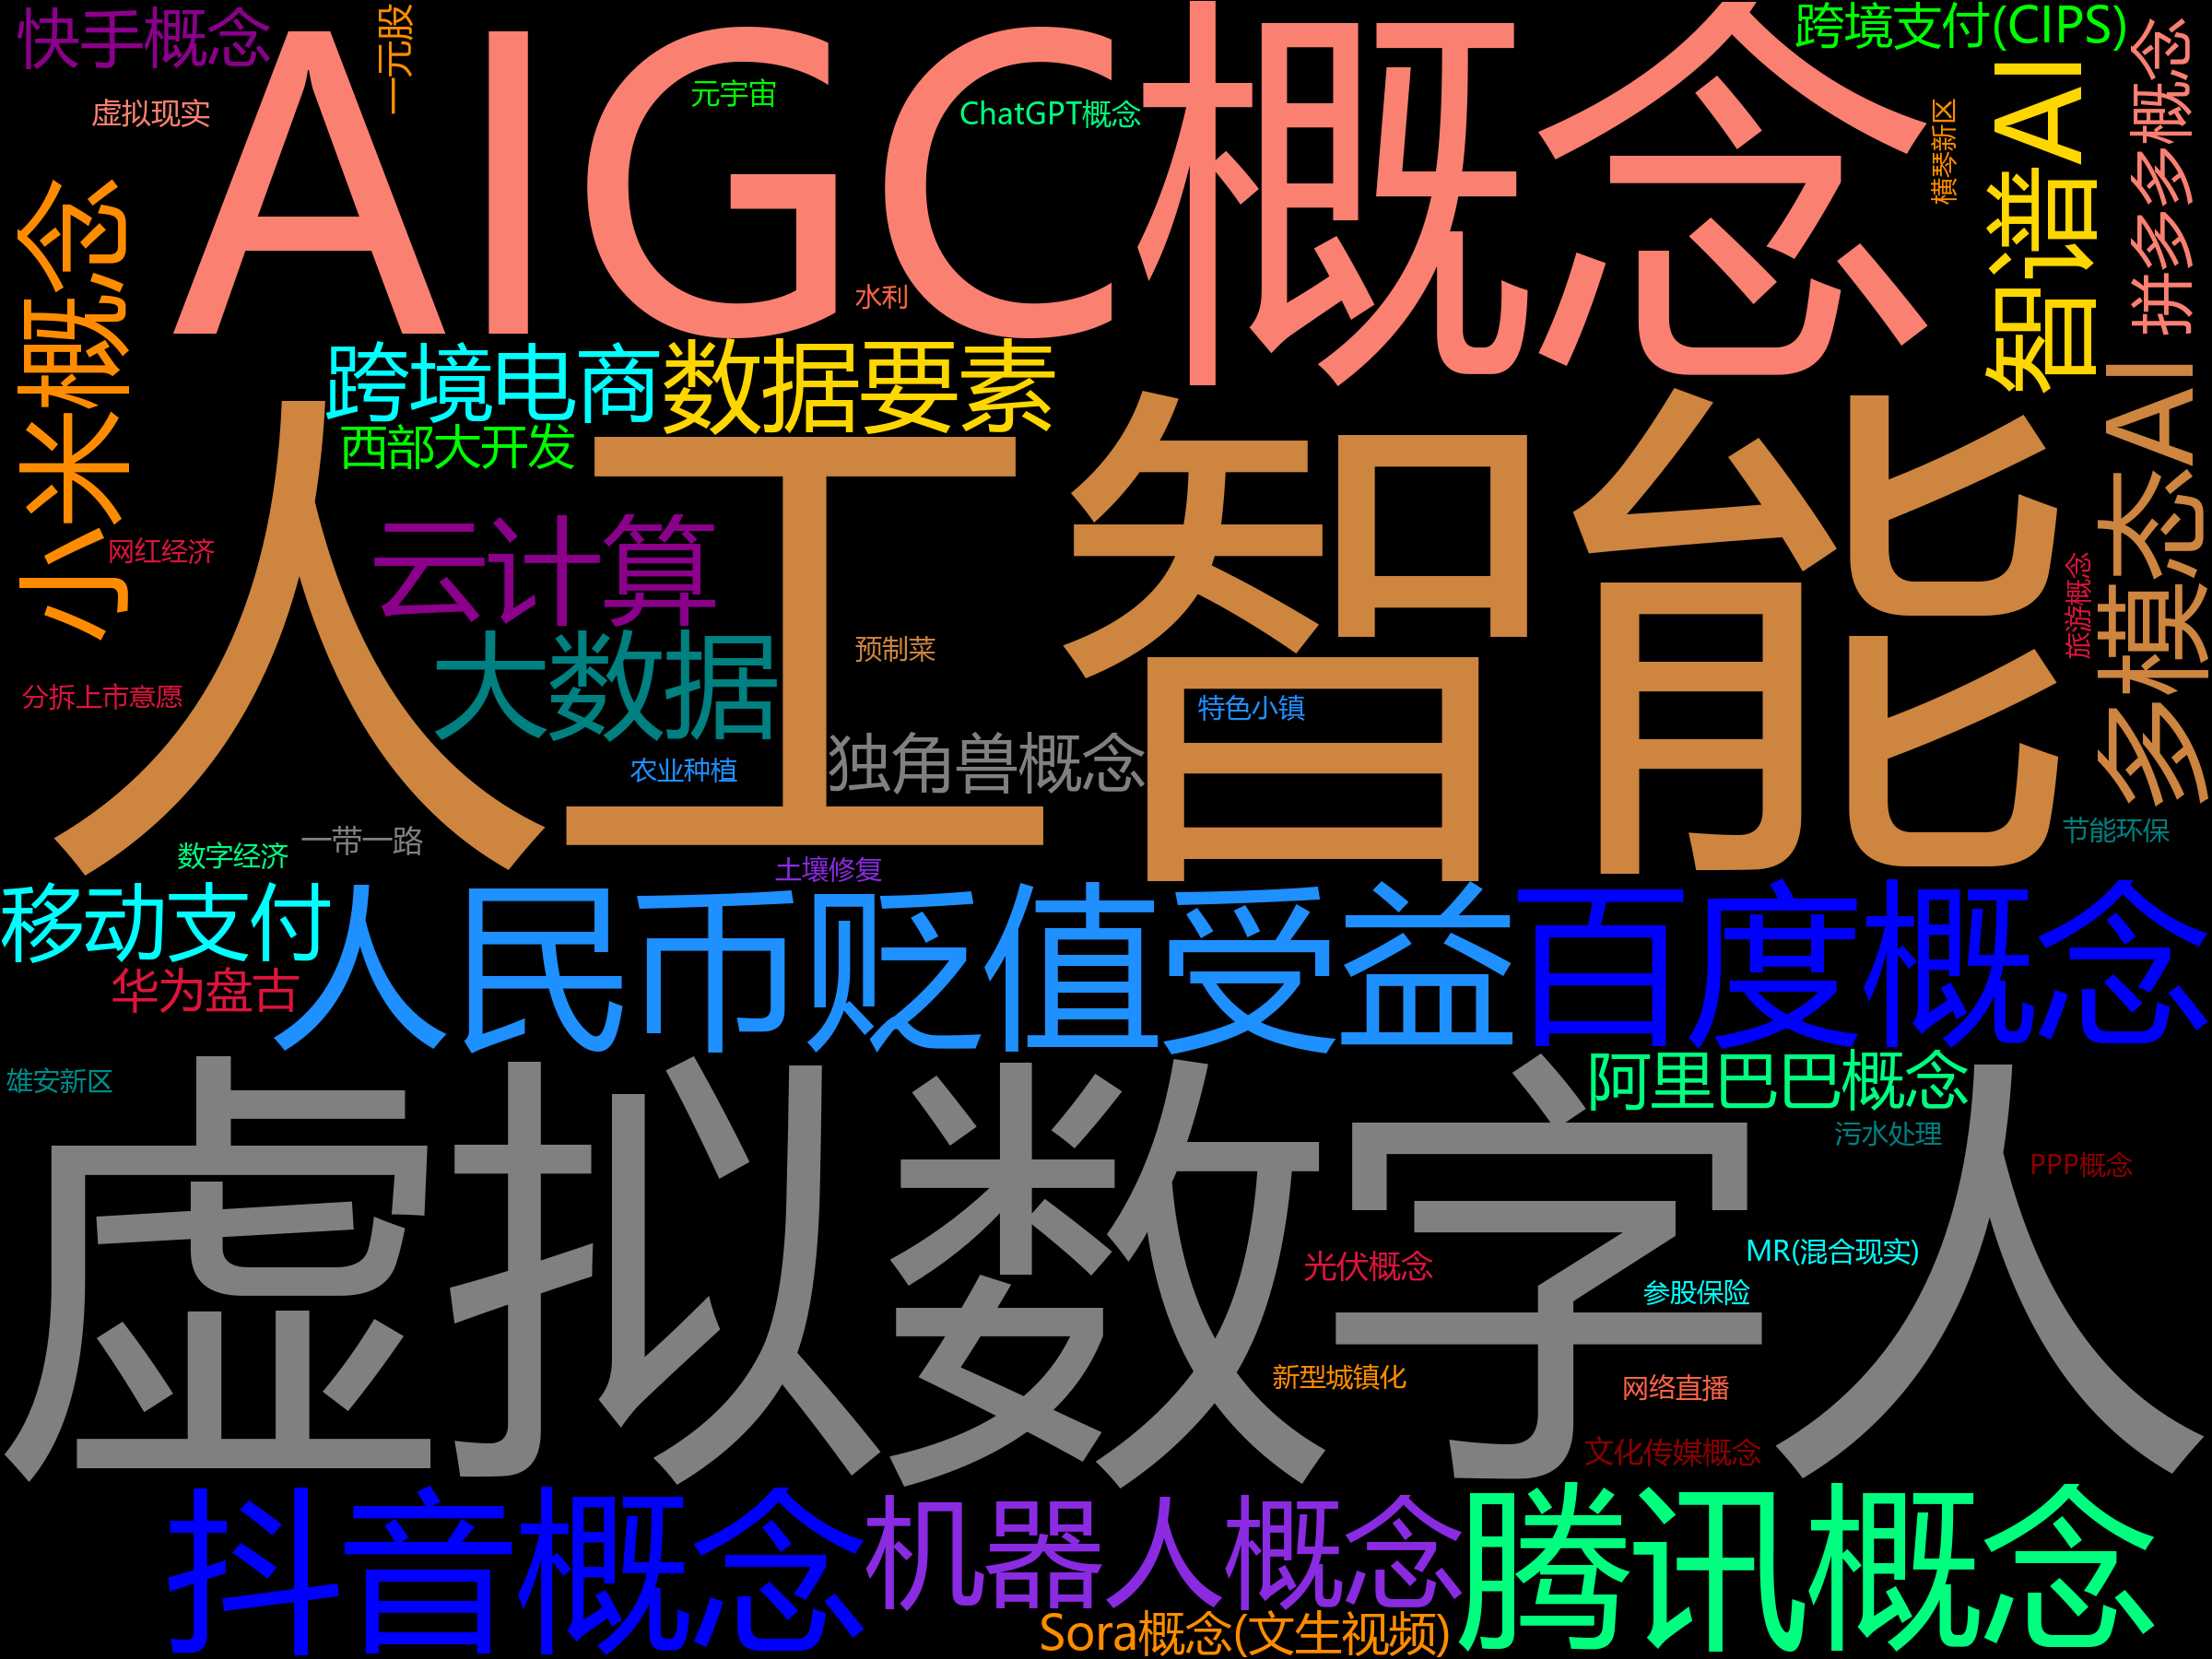 快手概念
一元股
AIGC概念
跨境支付(CIPS)
拼多多概念
智谱AI
虚拟现实
元宇宙
ChatGPT概念
横琴新区
小米概念
水利
跨境电商
数据要素
西部大开发
人工智能
多模态AI
网红经济
云计算
旅游概念
大数据
预制菜
分拆上市意愿
特色小镇
独角兽概念
农业种植
一带一路
数字经济
土壤修复
节能环保
移动支付
人民币贬值受益
百度概念
华为盘古
雄安新区
阿里巴巴概念
虚拟数字人
污水处理
PPP概念
MR(混合现实)
光伏概念
参股保险
新型城镇化
网络直播
文化传媒概念
抖音概念
机器人概念
腾讯概念
Sora概念(文生视频)